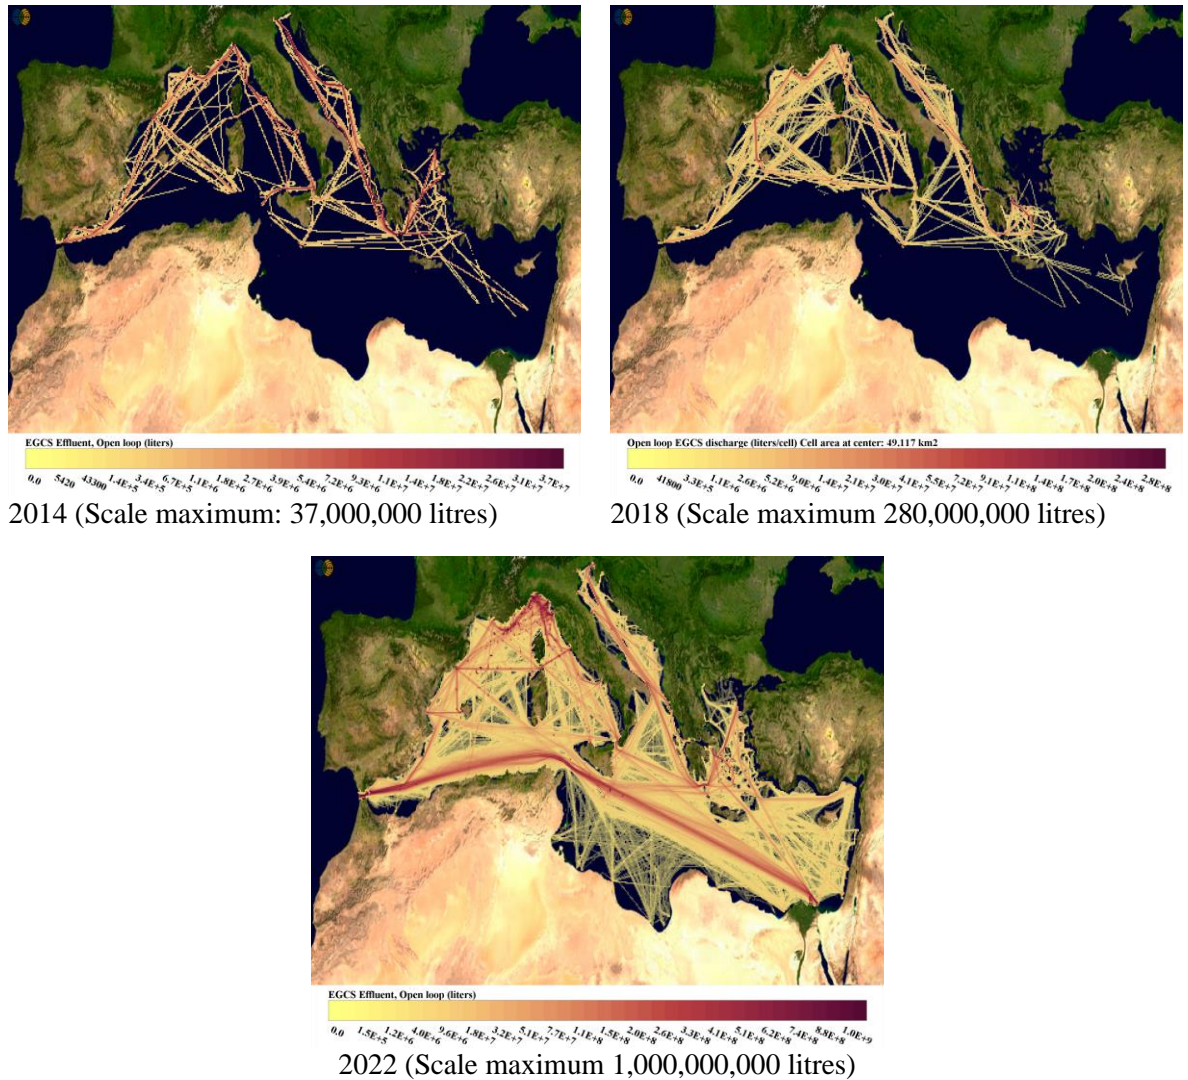 EGCS Effluent, Open loop (liters)
0.0 5420 43300 1.4E+5 3.4E+5 6.7E+5 1.1E+6 1.8E+6 2.7E+6 3.9E+6 5.4E+6 7.2E+6 9.3E+6 1.1E+7 1.4E+7 1.8E+7 2.2E+7 2.6E+7 3.1E+7 3.7E+7
2014 (Scale maximum: 37,000,000 litres)
Open loop EGCS discharge (liters/cell) Cell area at center: 49.117 km2
0.0 41800 3.3E+5 1.1E+6 2.6E+6 5.2E+6 9.0E+6 1.4E+7 2.1E+7 3.0E+7 4.1E+7 5.5E+7 7.2E+7 9.1E+7 1.1E+8 1.4E+8 1.7E+8 2.0E+8 2.4E+8 2.8E+8
2018 (Scale maximum 280,000,000 litres)
EGCS Effluent, Open loop (liters)
0.0 1.5E+5 1.2E+6 4.0E+6 9.6E+6 1.8E+7 3.2E+7 5.1E+7 7.7E+7 1.1E+8 1.5E+8 2.0E+8 2.6E+8 3.3E+8 4.1E+8 5.1E+8 6.2E+8 7.4E+8 8.8E+8 1.0E+9
2022 (Scale maximum 1,000,000,000 litres)